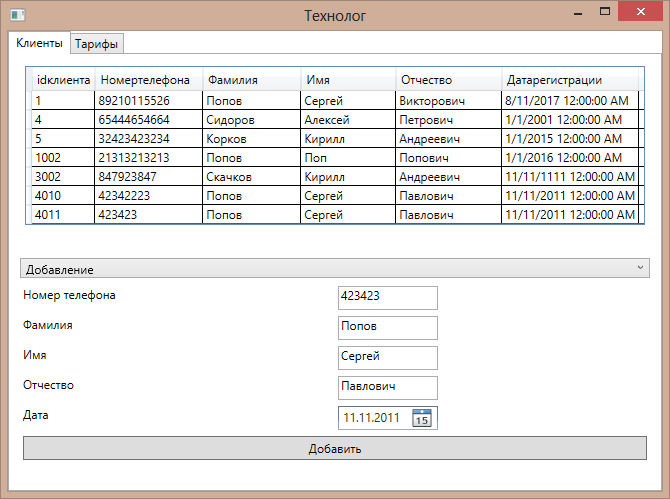 Технолог
Клиенты Тарифы
idклиента Номертелефона Фамилия Имя Отчество Датарегистрации
1 89210115526 Попов Сергей Викторович 8/11/2017 12:00:00 AM
4 65444654664 Сидоров Алексей Петрович 1/1/2001 12:00:00 AM
5 32423423234 Корков Кирилл Андреевич 1/1/2015 12:00:00 AM
1002 21313213213 Попов Поп Попович 1/1/2016 12:00:00 AM
3002 847923847 Скачков Кирилл Андреевич 11/11/1111 12:00:00 AM
4010 42342223 Попов Сергей Павлович 11/11/2011 12:00:00 AM
4011 423423 Попов Сергей Павлович 11/11/2011 12:00:00 AM
Добавление
Номер телефона 423423
Фамилия Попов
Имя Сергей
Отчество Павлович
Дата 11.11.2011 15
Добавить